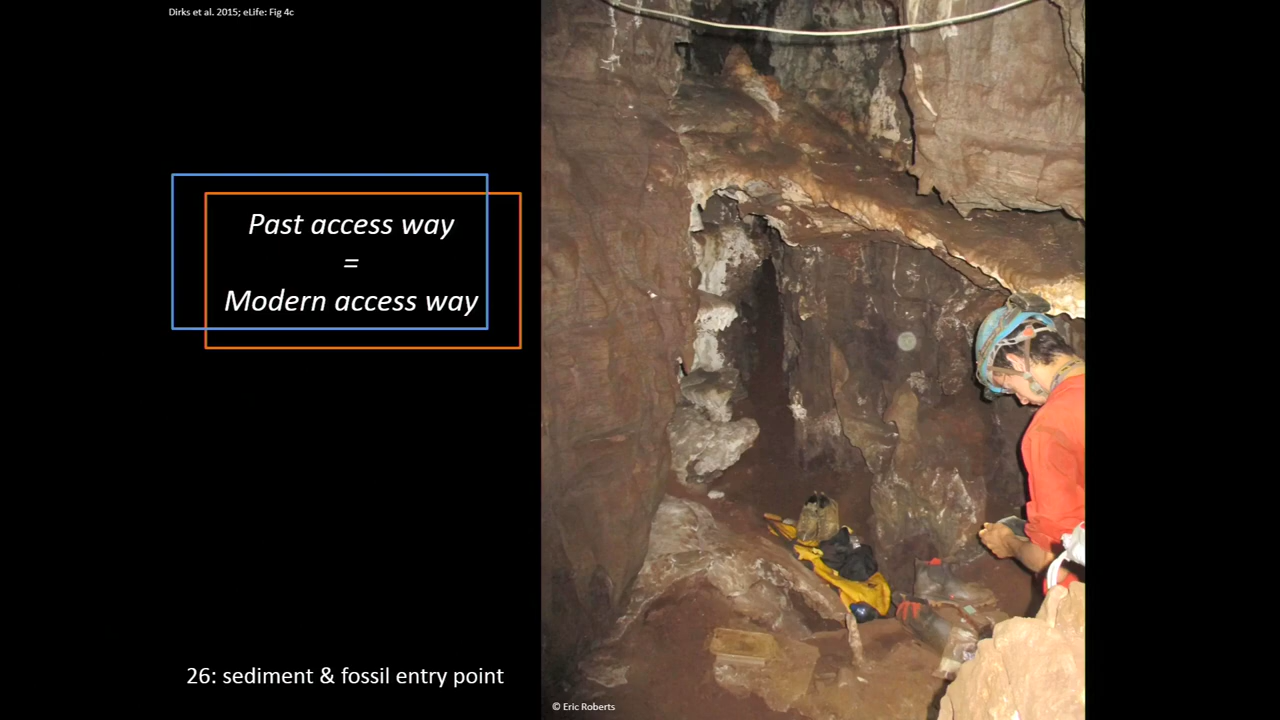 Dirks et al. 2015; eLife: Fig 4c
Past access way
=
Modern access way
26: sediment & fossil entry point
© Eric Roberts